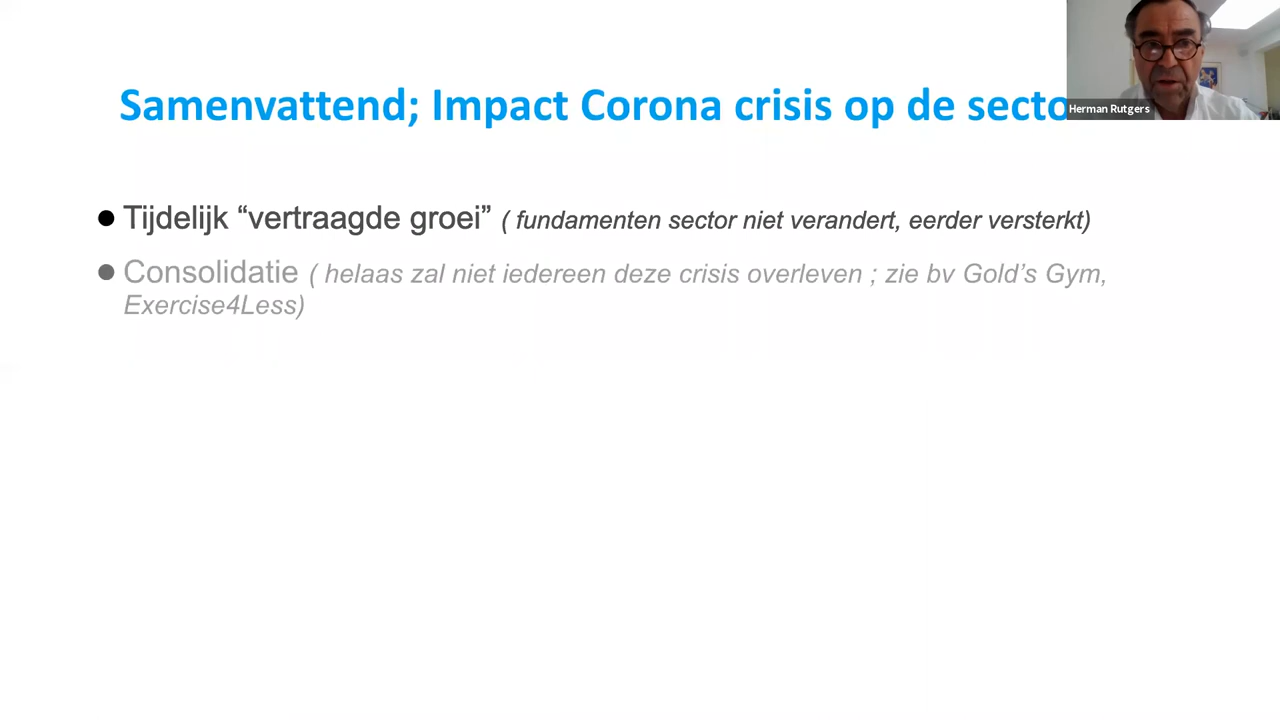 Samenvattend; Impact Corona crisis op de secto
Herman Rutgers
● Tijdelijk “vertraagde groei” ( fundamenten sector niet verandert, eerder versterkt)
● Consolidatie ( helaas zal niet iedereen deze crisis overleven ; zie bv Gold’s Gym,
Exercise4Less)